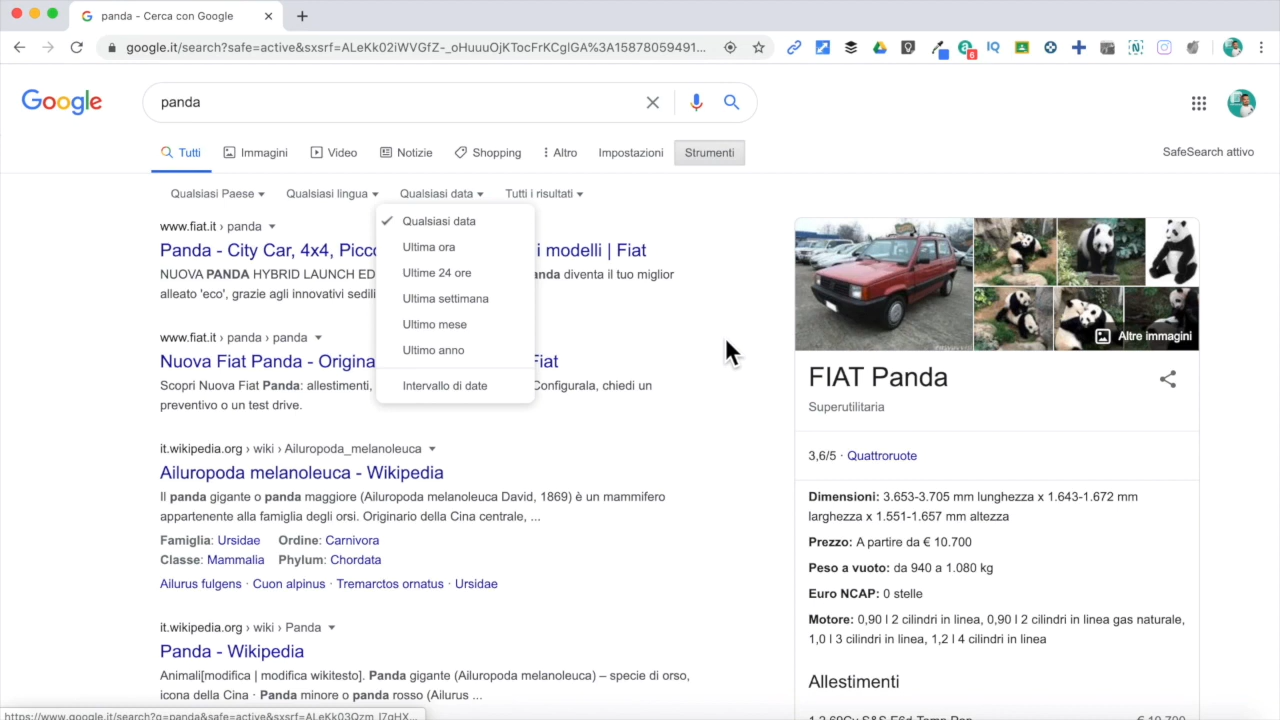 panda - Cerca con Google
google.it/search?safe=active&sxsrf=ALeKk02iWVGfZ-_oHuuuOjKTocFrKCglGA%3A15878059491...
6
IQ
Google
panda
Tutti
Immagini
Video
Notizie
Shopping
Altro
Impostazioni
Strumenti
SafeSearch attivo
Qualsiasi Paese
Qualsiasi lingua
Qualsiasi data
Tutti i risultati
Qualsiasi data
Ultima ora
Ultime 24 ore
Ultima settimana
Ultimo mese
Ultimo anno
Intervallo di date
www.fiat.it › panda
Panda - City Car, 4x4, Picc i modelli | Fiat
NUOVA PANDA HYBRID LAUNCH ED anda diventa il tuo miglior
alleato 'eco', grazie agli innovativi sedili
www.fiat.it › panda › panda
Nuova Fiat Panda - Origina Fiat
Scopri Nuova Fiat Panda: allestimenti, Configurala, chiedi un
preventivo o un test drive.
it.wikipedia.org › wiki › Ailuropoda_melanoleuca
Ailuropoda melanoleuca - Wikipedia
Il panda gigante o panda maggiore (Ailuropoda melanoleuca David, 1869) è un mammifero
appartenente alla famiglia degli orsi. Originario della Cina centrale, ...
Famiglia: Ursidae Ordine: Carnivora
Classe: Mammalia Phylum: Chordata
Ailurus fulgens · Cuon alpinus · Tremarctos ornatus · Ursidae
it.wikipedia.org › wiki › Panda
Panda - Wikipedia
Animali[modifica | modifica wikitesto]. Panda gigante (Ailuropoda melanoleuca) – specie di orso,
icona della Cina · Panda minore o panda rosso (Ailurus ...
Altre immagini
FIAT Panda
Superutilitaria
3,6/5 · Quattroruote
Dimensioni: 3.653-3.705 mm lunghezza x 1.643-1.672 mm
larghezza x 1.551-1.657 mm altezza
Prezzo: A partire da € 10.700
Peso a vuoto: da 940 a 1.080 kg
Euro NCAP: 0 stelle
Motore: 0,90 l 2 cilindri in linea, 0,90 l 2 cilindri in linea gas naturale,
1,0 l 3 cilindri in linea, 1,2 l 4 cilindri in linea
Allestimenti